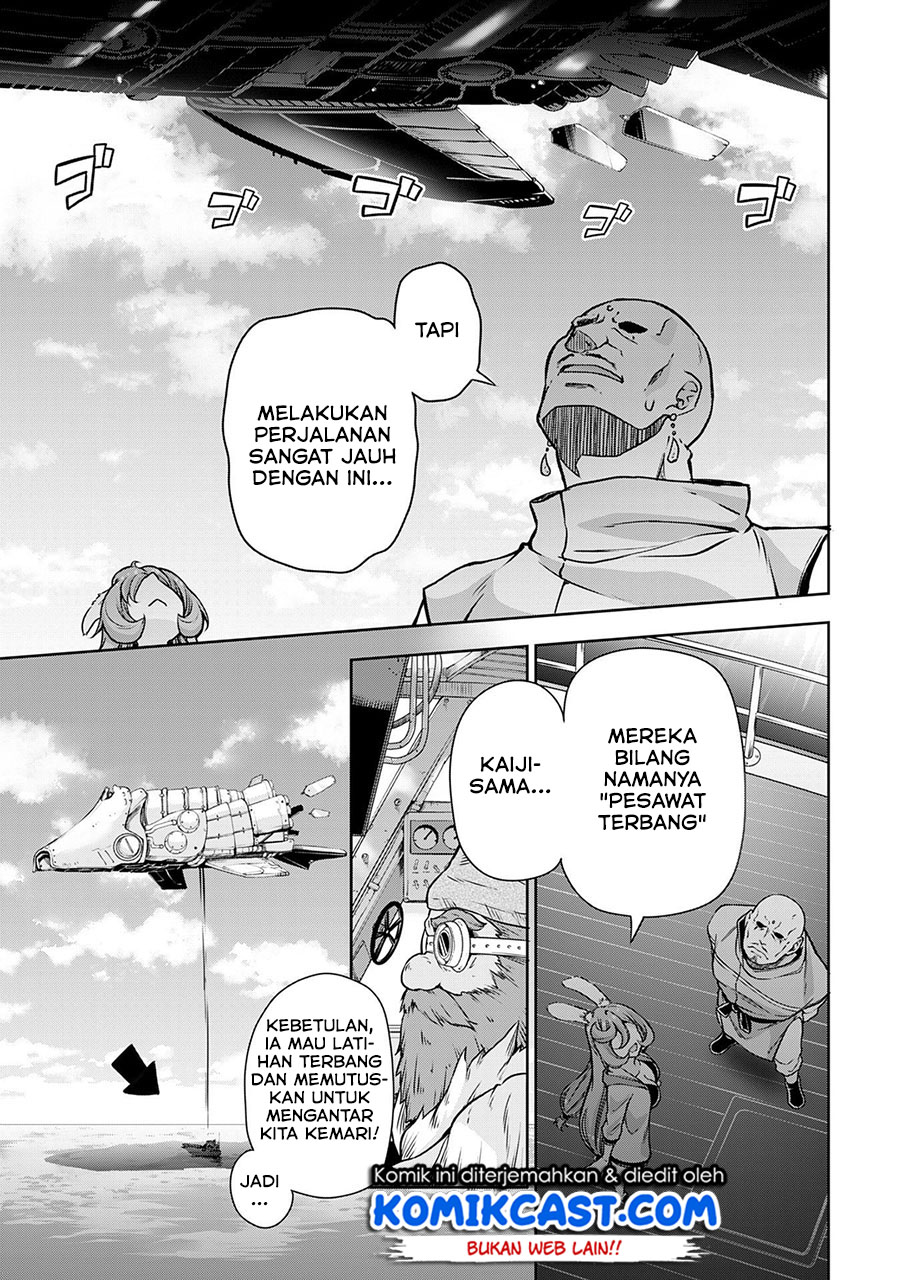 ゴ
ゴ
ゴ
ゴ
ゴ
TAPI
MELAKUKAN
PERJALANAN
SANGAT JAUH
DENGAN INI...
MEREKA
BILANG
NAMANYA
"PESAWAT
TERBANG"
KAIJI-
SAMA...
KEBETULAN,
IA MAU LATI-
HAN TERBANG
DAN MEMUTUS-
KAN UNTUK
MENGANTAR
KITA KEMARI!
JADI
...
Komik ini diterjemahkan & diedit oleh
KOMIKCAST.COM
BUKAN WEB LAIN!!